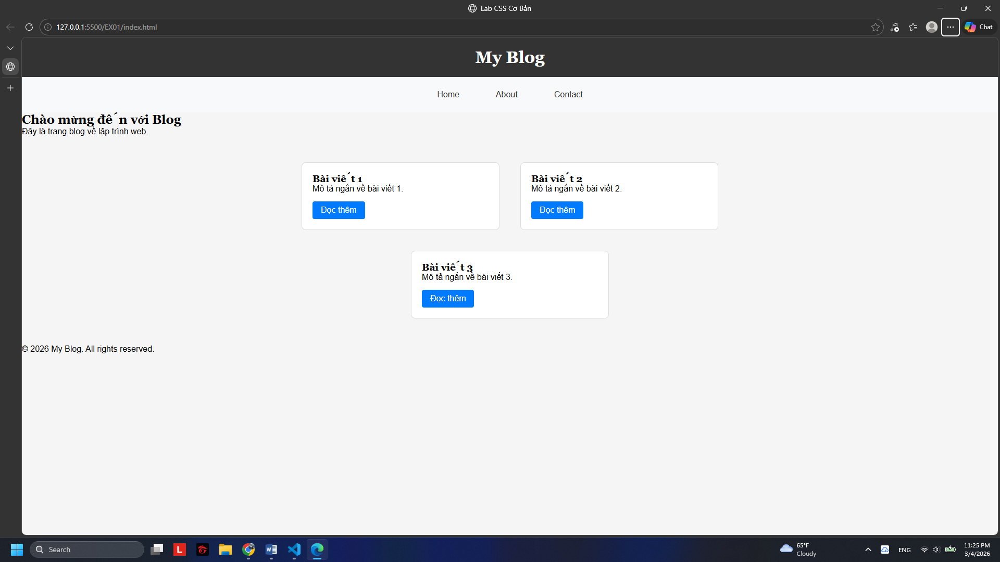 Lab CSS Cơ Bản
127.0.0.1:5500/EX01/index.html
Chat
My Blog
Home About Contact
Chào mừng đến với Blog
Đây là trang blog về lập trình web.
Bài viết 1
Mô tả ngắn về bài viết 1.
Đọc thêm
Bài viết 2
Mô tả ngắn về bài viết 2.
Đọc thêm
Bài viết 3
Mô tả ngắn về bài viết 3.
Đọc thêm
© 2026 My Blog. All rights reserved.
Search
L
W
65°F
Cloudy
ENG
11:25 PM
3/4/2026